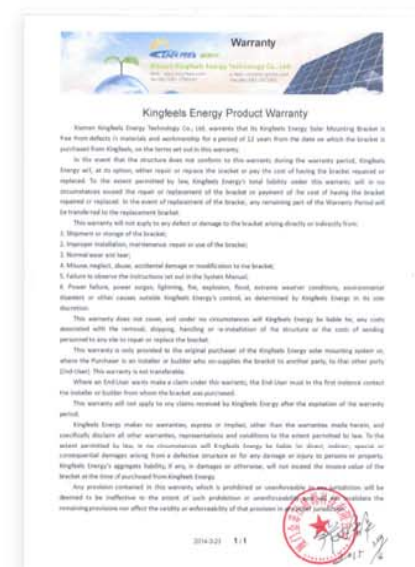 Warranty
Kingfeels Energy Product Warranty
Xiamen Kingfeels Energy Technology Co., Ltd. warrants that its Kingfeels Energy Solar Mounting Bracket is
free from defects in materials and workmanship for a period of 12 years from the date on which the bracket is
purchased from Kingfeels, on the terms set out in this warranty.
In the event that the structure does not conform to this warranty during the warranty period, Kingfeels
Energy will, at its option, either repair or replace the bracket or pay the cost of having the bracket repaired or
replaced. To the extent permitted by law, Kingfeels Energy's total liability under this warranty will in no
circumstances exceed the repair or replacement of the bracket or payment of the cost of having the bracket
repaired or replaced. In the event of replacement of the bracket, any remaining part of the Warranty Period will
be transferred to the replacement bracket.
This warranty will not apply to any defect or damage to the bracket arising directly or indirectly from:
1. Shipment or storage of the bracket;
2. Improper installation, maintenance, repair or use of the bracket;
3. Normal wear and tear;
4. Misuse, neglect, abuse, accidental damage or modification to the bracket;
5. Failure to observe the instructions set out in the System Manual;
6. Power failure, power surges, lightning, fire, explosion, flood, extreme weather conditions, environmental
disasters or other causes outside Kingfeels Energy's control, as determined by Kingfeels Energy in its sole
discretion.
This warranty does not cover, and under no circumstances will Kingfeels Energy be liable for, any costs
associated with the removal, shipping, handling or re-installation of the structure or the costs of sending
personnel to any site to repair or replace the bracket.
This warranty is only provided to the original purchaser of the Kingfeels Energy solar mounting system or,
where the Purchaser is an installer or builder who on-supplies the bracket to another party, to that other party
(End-User). This warranty is not transferable.
Where an End-User wants make a claim under this warranty, the End-User must in the first instance contact
the installer or builder from whom the bracket was purchased.
This warranty will not apply to any claims received by Kingfeels Energy after the expiration of the warranty
period.
Kingfeels Energy makes no warranties, express or implied, other than the warranties made herein, and
specifically disclaim all other warranties, representations and conditions to the extent permitted by law. To the
extent permitted by law, in no circumstances will Kingfeels Energy be liable for direct, indirect, special or
consequential damages arising from a defective structure or for any damage or injury to persons or property.
Kingfeels Energy's aggregate liability, if any, in damages or otherwise, will not exceed the invoice value of the
bracket at the time of purchased from Kingfeels Energy.
Any provision contained in this warranty which is prohibited or unenforceable in any jurisdiction will be
deemed to be ineffective to the extent of such prohibition or unenforceability and will not invalidate the
remaining provisions nor affect the validity or enforceability of that provision in any other jurisdiction.
2014-3-23 1 / 1